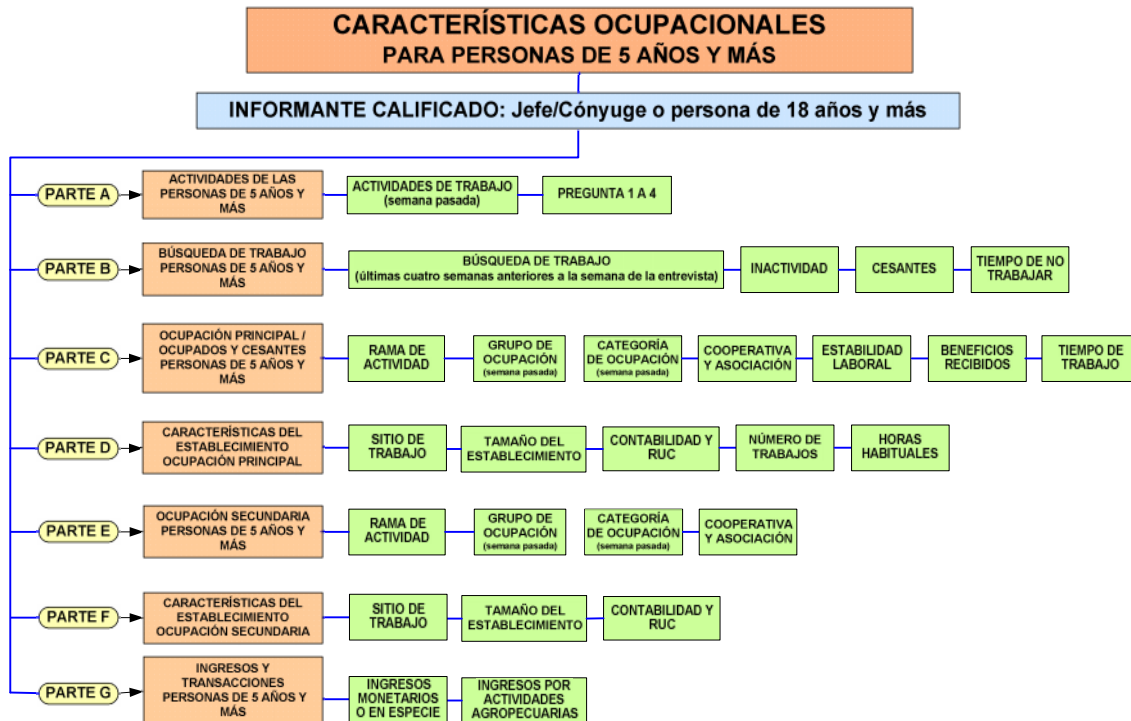 CARACTERÍSTICAS OCUPACIONALES
PARA PERSONAS DE 5 AÑOS Y MÁS
INFORMANTE CALIFICADO: Jefe/Cónyuge o persona de 18 años y más
PARTE A
ACTIVIDADES DE LAS
PERSONAS DE 5 AÑOS Y
MÁS
ACTIVIDADES DE TRABAJO
(semana pasada)
PREGUNTA 1 A 4
PARTE B
BÚSQUEDA DE TRABAJO
PERSONAS DE 5 AÑOS Y
MÁS
BÚSQUEDA DE TRABAJO
(últimas cuatro semanas anteriores a la semana de la entrevista)
INACTIVIDAD
CESANTES
TIEMPO DE NO
TRABAJAR
PARTE C
OCUPACIÓN PRINCIPAL /
OCUPADOS Y CESANTES
PERSONAS DE 5 AÑOS Y
MÁS
RAMA DE
ACTIVIDAD
GRUPO DE
OCUPACIÓN
(semana pasada)
CATEGORÍA
DE OCUPACIÓN
(semana pasada)
COOPERATIVA
Y ASOCIACIÓN
ESTABILIDAD
LABORAL
BENEFICIOS
RECIBIDOS
TIEMPO DE
TRABAJO
PARTE D
CARACTERÍSTICAS DEL
ESTABLECIMIENTO
OCUPACIÓN PRINCIPAL
SITIO DE
TRABAJO
TAMAÑO DEL
ESTABLECIMIENTO
CONTABILIDAD Y
RUC
NÚMERO DE
TRABAJOS
HORAS
HABITUALES
PARTE E
OCUPACIÓN SECUNDARIA
PERSONAS DE 5 AÑOS Y
MÁS
RAMA DE
ACTIVIDAD
GRUPO DE
OCUPACIÓN
(semana pasada)
CATEGORÍA
DE OCUPACIÓN
(semana pasada)
COOPERATIVA
Y ASOCIACIÓN
PARTE F
CARACTERÍSTICAS DEL
ESTABLECIMIENTO
OCUPACIÓN SECUNDARIA
SITIO DE
TRABAJO
TAMAÑO DEL
ESTABLECIMIENTO
CONTABILIDAD Y
RUC
PARTE G
INGRESOS Y
TRANSACCIONES
PERSONAS DE 5 AÑOS Y
MÁS
INGRESOS
MONETARIOS
O EN ESPECIE
INGRESOS POR
ACTIVIDADES
AGROPECUARIAS